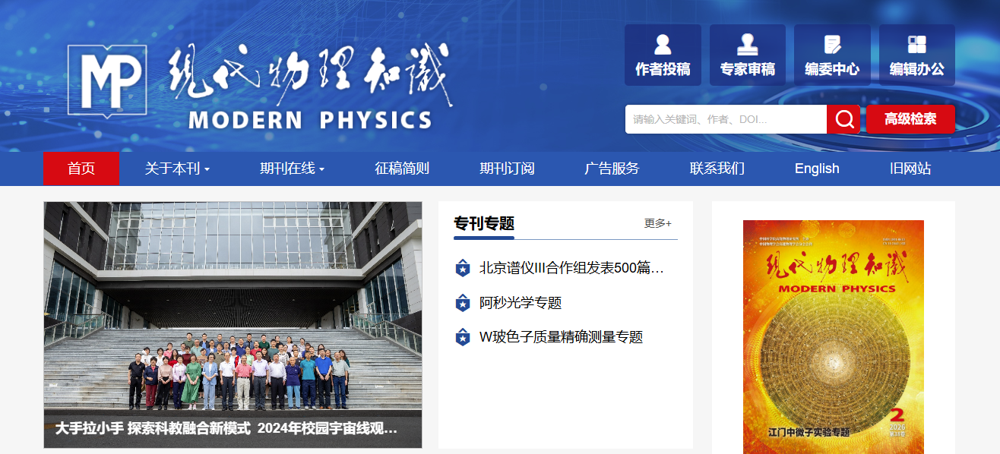 MP
现代物理知识
MODERN PHYSICS
作者投稿
专家审稿
编委中心
编辑办公
请输入关键词、作者、DOI...
高级检索
首页
关于本刊
期刊在线
征稿简则
期刊订阅
广告服务
联系我们
English
旧网站
大手拉小手 探索科教融合新模式 2024年校园宇宙线观...
专刊专题
更多+
北京谱仪III合作组发表500篇...
阿秒光学专题
W玻色子质量精确测量专题
现代物理知识
MODERN PHYSICS
2
2026
江门中微子实验专题